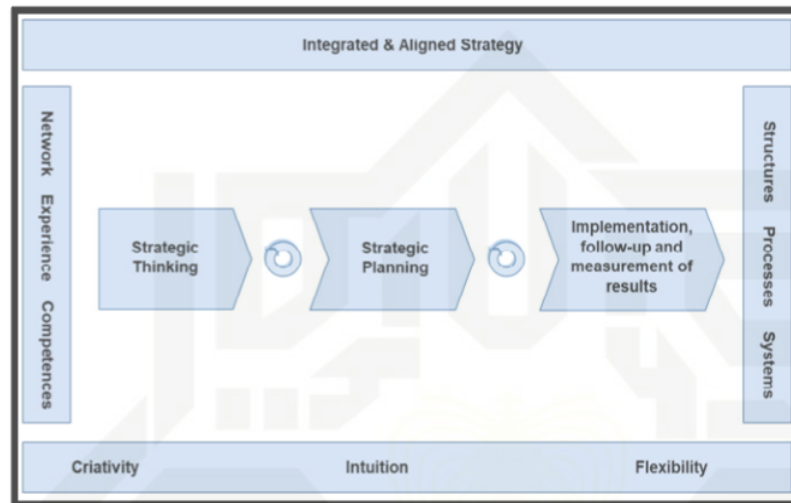 Integrated & Aligned Strategy
Network Experience Competences
Strategic
Thinking
Strategic
Planning
Implementation,
follow-up and
measurement of
results
Structures Processes Systems
Criativity Intuition Flexibility